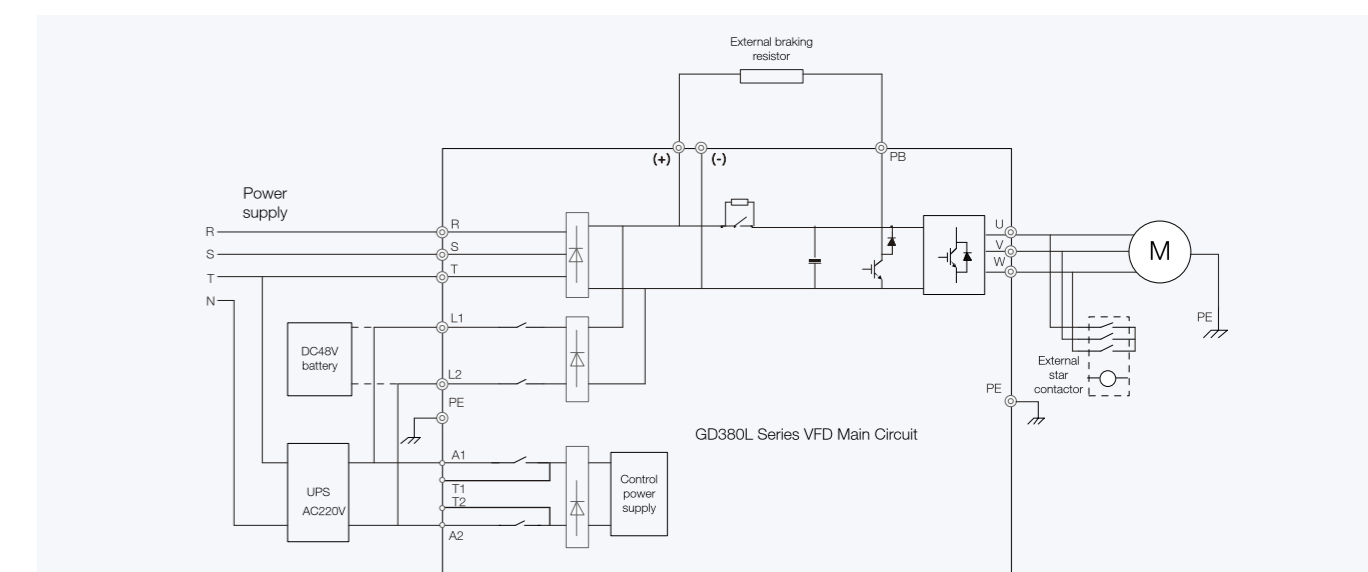 External braking
resistor
(+)
(-)
PB
Power
supply
R
S
T
N
R
S
T
U
V
W
M
PE
L1
L2
DC48V
battery
PE
External
star
contactor
PE
GD380L Series VFD Main Circuit
A1
T1
T2
A2
UPS
AC220V
Control
power
supply